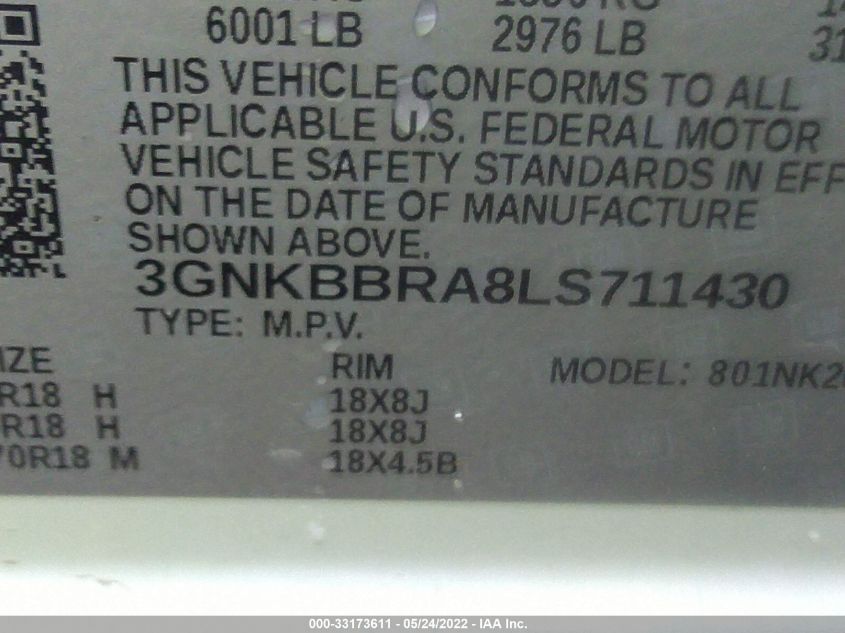 6001 LB 2976 LB 31
THIS VEHICLE CONFORMS TO ALL
APPLICABLE U.S. FEDERAL MOTOR
VEHICLE SAFETY STANDARDS IN EFF
ON THE DATE OF MANUFACTURE
SHOWN ABOVE.
3GNKBBRA8LS711430
TYPE: M.P.V.
IZE RIM MODEL: 801NK2
R18 H 18X8J
R18 H 18X8J
70R18 M 18X4.5B
000-33173611 - 05/24/2022 - IAA Inc.